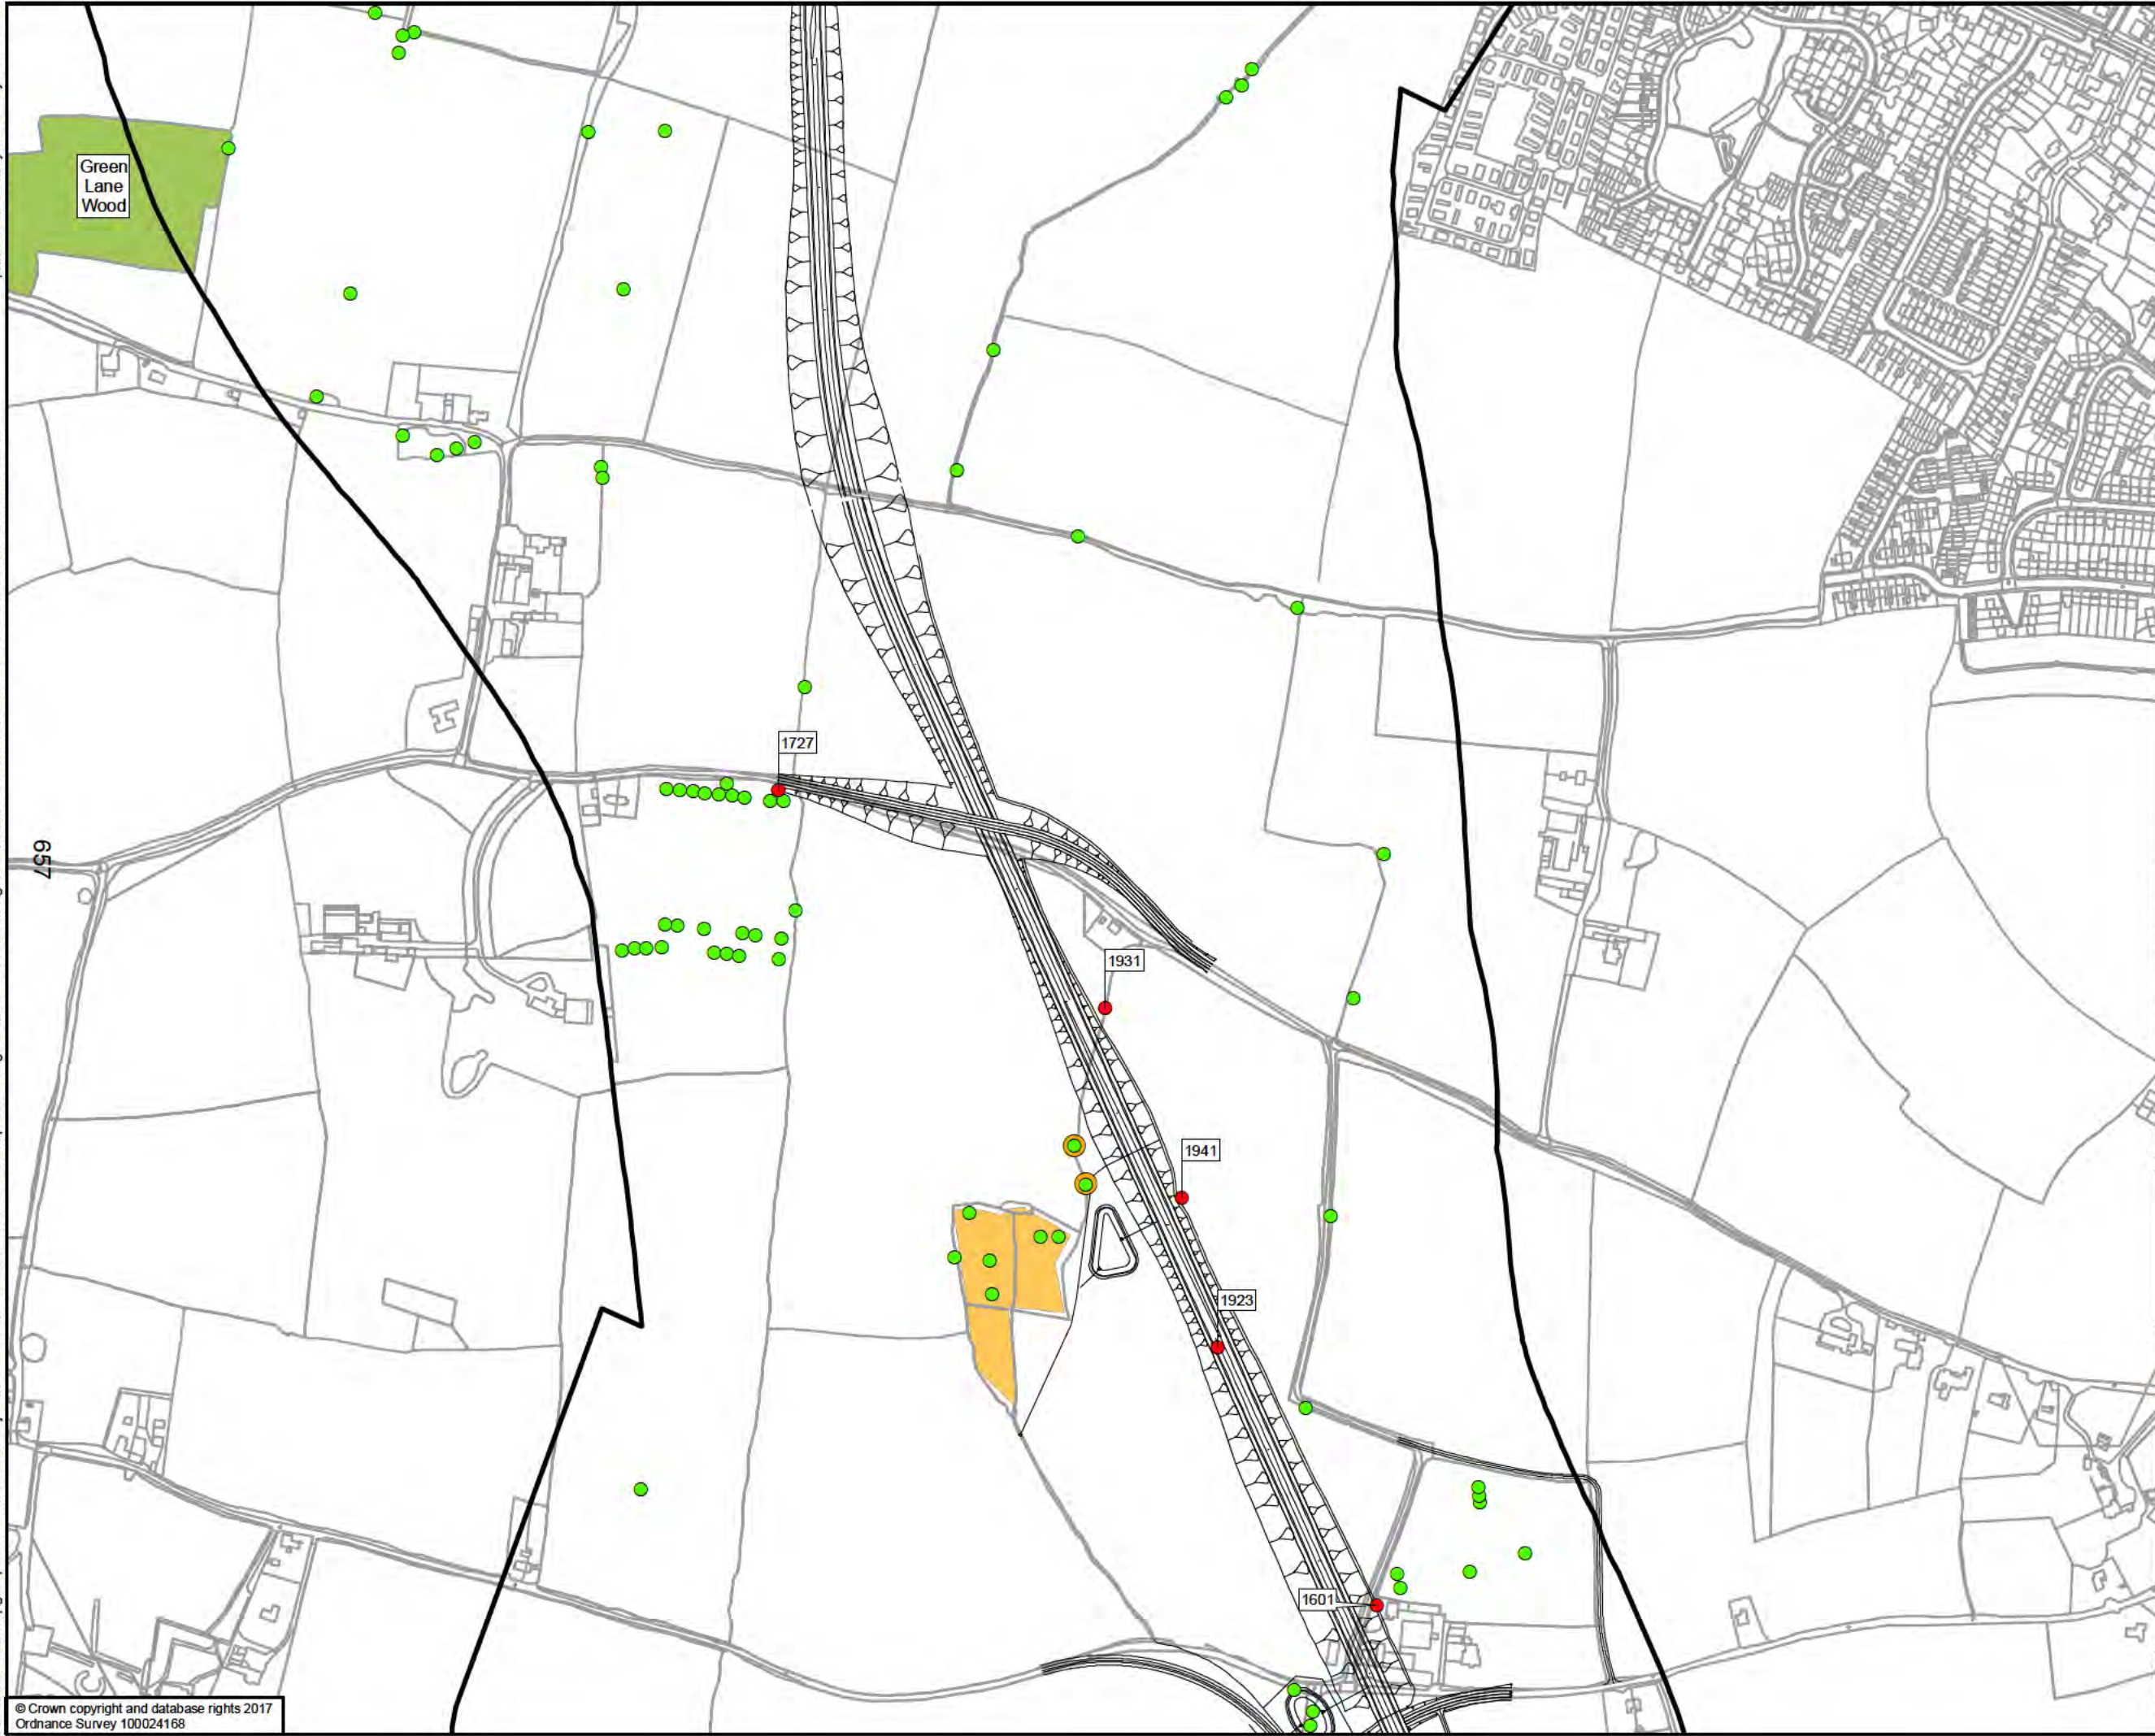 Green
Lane
Wood
1727
657
1931
1941
1923
1601
© Crown copyright and database rights 2017
Ordnance Survey 100024168